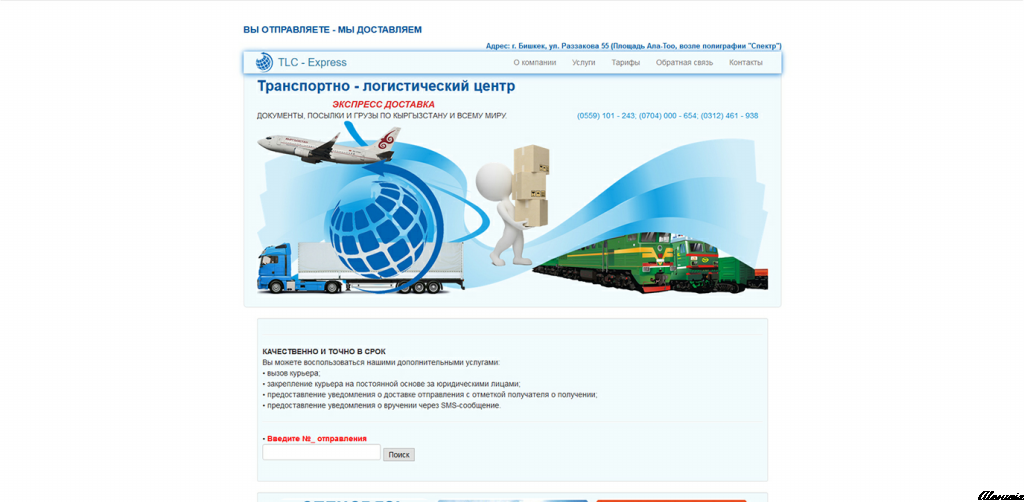 ВЫ ОТПРАВЛЯЕТЕ - МЫ ДОСТАВЛЯЕМ
Адрес: г. Бишкек, ул. Раззакова 55 (Площадь Ала-Тоо, возле полиграфии "Спектр")
TLC - Express О компании Услуги Тарифы Обратная связь Контакты
Транспортно - логистический центр
ЭКСПРЕСС ДОСТАВКА
ДОКУМЕНТЫ, ПОСЫЛКИ И ГРУЗЫ ПО КЫРГЫЗСТАНУ И ВСЕМУ МИРУ. (0559) 101 - 243; (0704) 000 - 654; (0312) 461 - 938
КАЧЕСТВЕННО И ТОЧНО В СРОК
Вы можете воспользоваться нашими дополнительными услугами:
• вызов курьера;
• закрепление курьера на постоянной основе за юридическими лицами;
• предоставление уведомления о доставке отправления с отметкой получателя о получении;
• предоставление уведомления о вручении через SMS-сообщение.
• Введите №_ отправления
Поиск